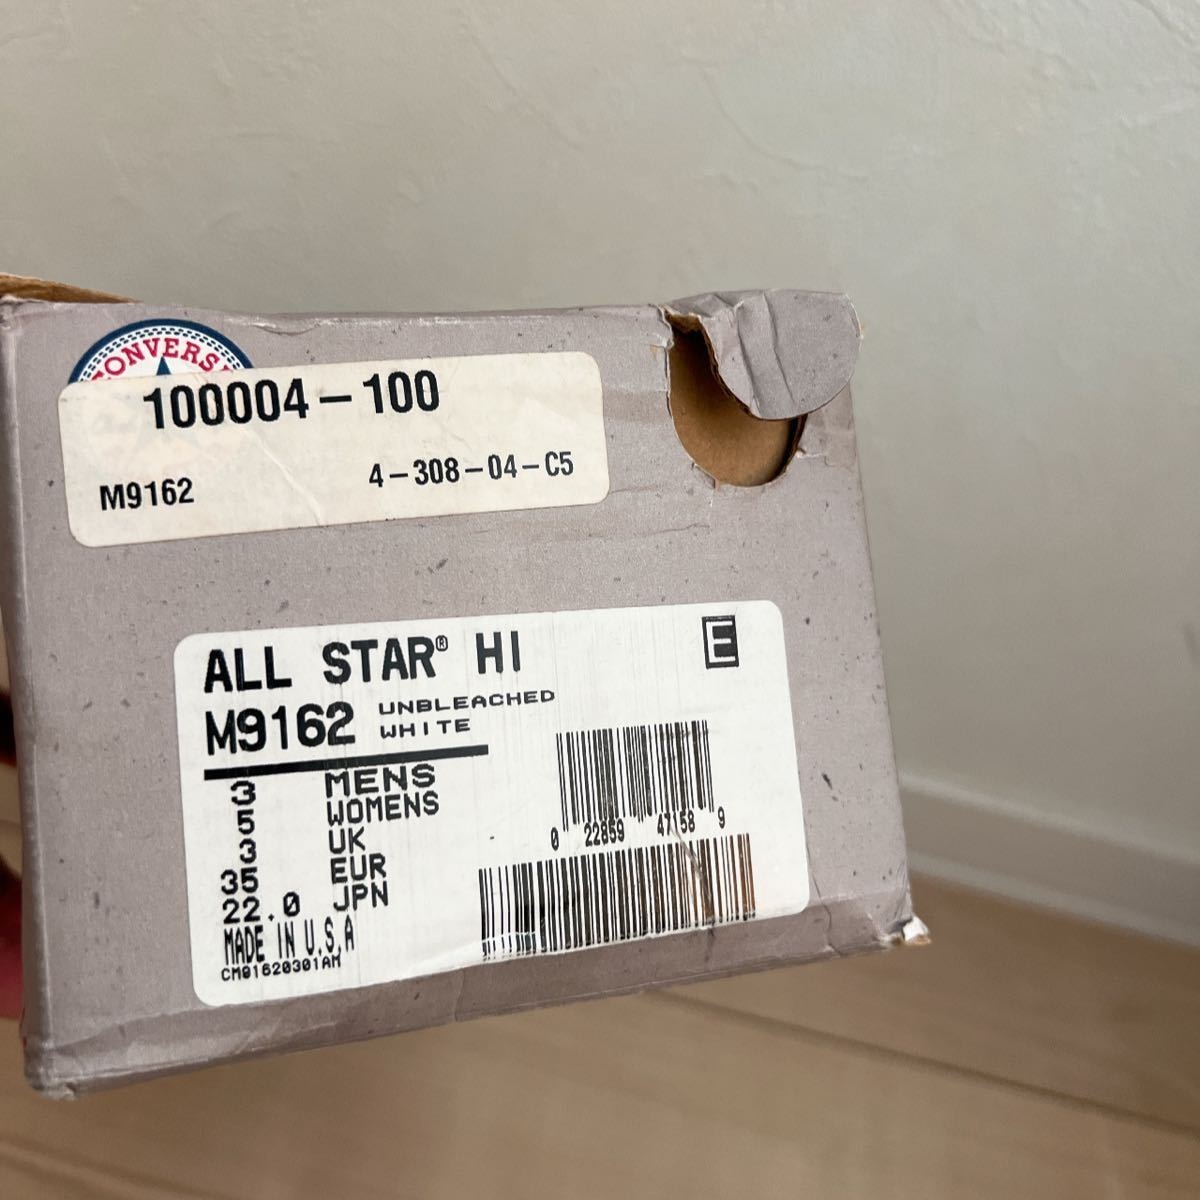 CONVERS
100004-100
M9162
4-308-04-C5
ALL STAR® HI
E
M9162 UNBLEACHED
WHITE
3 MENS
5 WOMENS
3 UK
35 EUR
22.0 JPN
MADE IN U.S.A
CM91620301AM
0 22859 47158 9